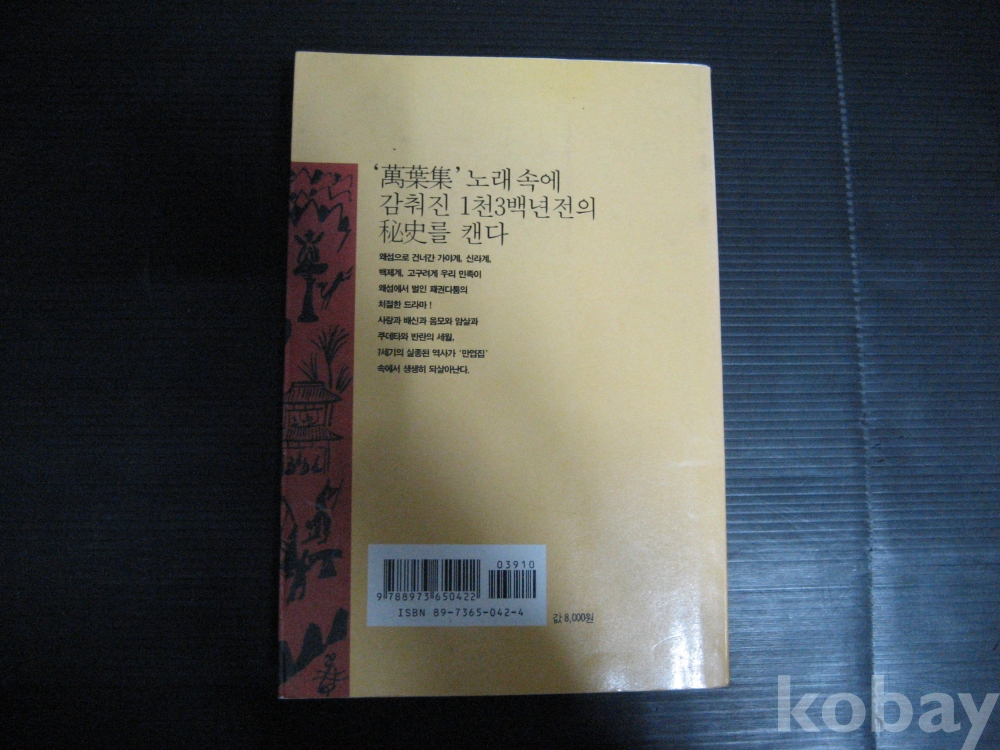 ‘萬葉集’ 노래 속에
감춰진 1천3백년 전의
秘史를 캔다
왜섬으로 건너간 가야계, 신라계,
백제계, 고구려계 우리 민족이
왜섬에서 벌인 패권다툼의
처절한 드라마 !
사랑과 배신과 음모와 암살과
쿠데타와 반란의 세월,
7세기의 실종된 역사가 ‘만엽집’
속에서 생생히 되살아난다.
03910
9 788973 650422
ISBN 89-7365-042-4
값 8,000원
kobay